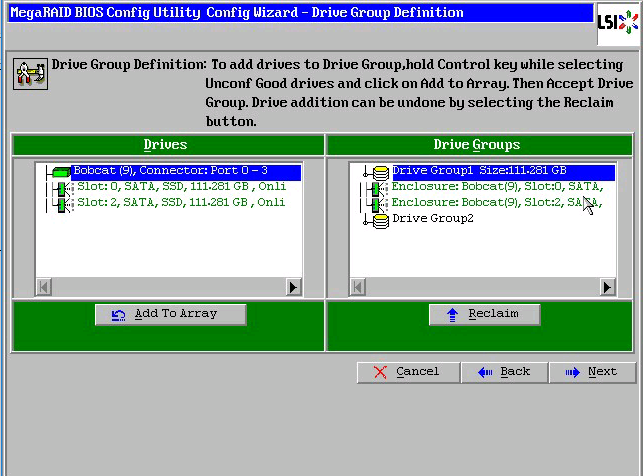 MegaRAID BIOS Config Utility Config Wizard - Drive Group Definition
LSI
Drive Group Definition: To add drives to Drive Group,hold Control key while selecting
Unconf Good drives and click on Add to Array. Then Accept Drive
Group. Drive addition can be undone by selecting the Reclaim
button.
Drives
Drive Groups
Bobcat (9), Connector: Port 0 - 3
Slot: 0, SATA, SSD, 111.281 GB , Onli
Slot: 2, SATA, SSD, 111.281 GB , Onli
Drive Group1 Size:111.281 GB
Enclosure: Bobcat(9), Slot:0, SATA,
Enclosure: Bobcat(9), Slot:2, SATA,
Drive Group2
Add To Array
Reclaim
Cancel
Back
Next